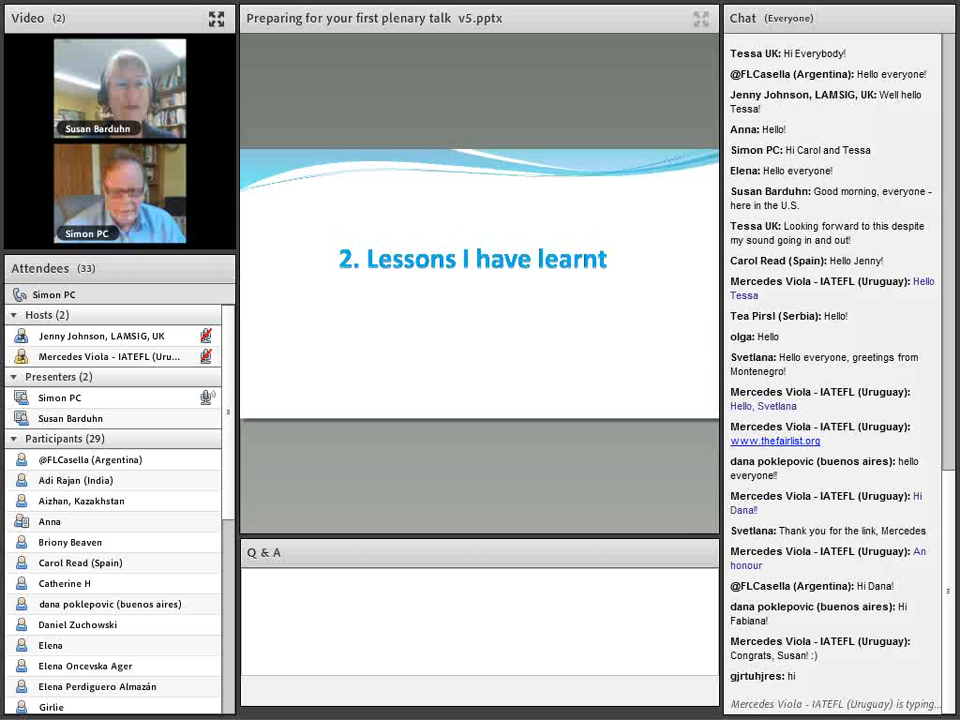 Video (2)
Susan Barduhn
Simon PC
Attendees (33)
Simon PC
Hosts (2)
Jenny Johnson, LAMSIG, UK
Mercedes Viola - IATEFL (Uru...
Presenters (2)
Simon PC
Susan Barduhn
Participants (29)
@FLCasella (Argentina)
Adi Rajan (India)
Aizhan, Kazakhstan
Anna
Briony Beaven
Carol Read (Spain)
Catherine H
dana poklepovic (buenos aires)
Daniel Zuchowski
Elena
Elena Oncevska Ager
Elena Perdiguero Almazán
Girlie
Preparing for your first plenary talk v5.pptx
2. Lessons I have learnt
Q & A
Chat (Everyone)
Tessa UK: Hi Everybody!
@FLCasella (Argentina): Hello everyone!
Jenny Johnson, LAMSIG, UK: Well hello
Tessa!
Anna: Hello!
Simon PC: Hi Carol and Tessa
Elena: Hello everyone!
Susan Barduhn: Good morning, everyone -
here in the U.S.
Tessa UK: Looking forward to this despite
my sound going in and out!
Carol Read (Spain): Hello Jenny!
Mercedes Viola - IATEFL (Uruguay): Hello
Tessa
Tea Pirsl (Serbia): Hello!
olga: Hello
Svetlana: Hello everyone, greetings from
Montenegro!
Mercedes Viola - IATEFL (Uruguay):
Hello, Svetlana
Mercedes Viola - IATEFL (Uruguay):
www.thefairlist.org
dana poklepovic (buenos aires): hello
everyone!!
Mercedes Viola - IATEFL (Uruguay): Hi
Dana!!
Svetlana: Thank you for the link, Mercedes
Mercedes Viola - IATEFL (Uruguay): An
honour
@FLCasella (Argentina): Hi Dana!
dana poklepovic (buenos aires): Hi
Fabiana!
Mercedes Viola - IATEFL (Uruguay):
Congrats, Susan! :)
gjrtuhjres: hi
Mercedes Viola - IATEFL (Uruguay) is typing...